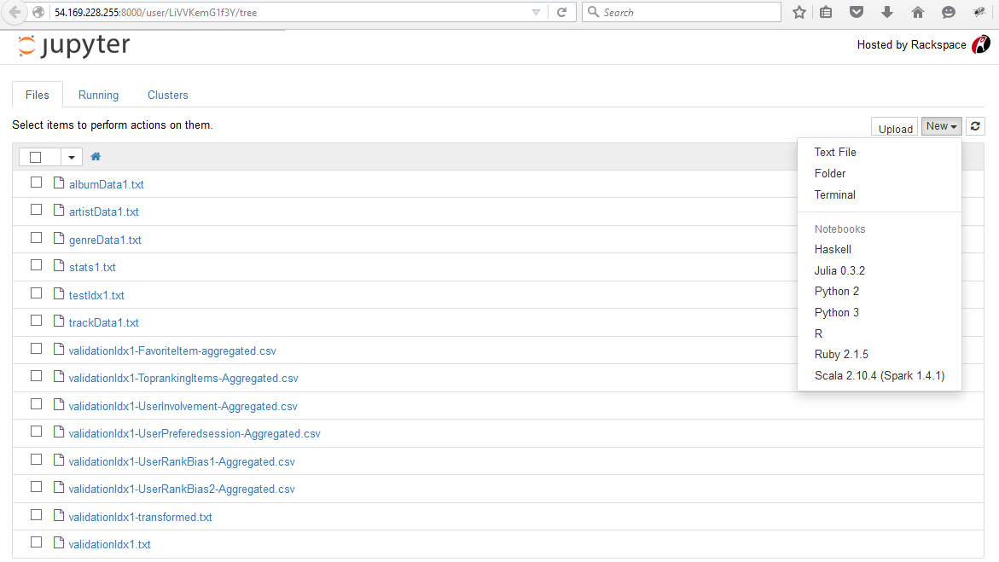 54.169.228.255:8000/user/LiVVKemG1f3Y/tree
Search
jupyter
Hosted by Rackspace
Files Running Clusters
Select items to perform actions on them.
Upload New
albumData1.txt
artistData1.txt
genreData1.txt
stats1.txt
testIdx1.txt
trackData1.txt
validationIdx1-FavoriteItem-aggregated.csv
validationIdx1-ToprankingItems-Aggregated.csv
validationIdx1-UserInvolvement-Aggregated.csv
validationIdx1-UserPreferedsession-Aggregated.csv
validationIdx1-UserRankBias1-Aggregated.csv
validationIdx1-UserRankBias2-Aggregated.csv
validationIdx1-transformed.txt
validationIdx1.txt
Text File
Folder
Terminal
Notebooks
Haskell
Julia 0.3.2
Python 2
Python 3
R
Ruby 2.1.5
Scala 2.10.4 (Spark 1.4.1)